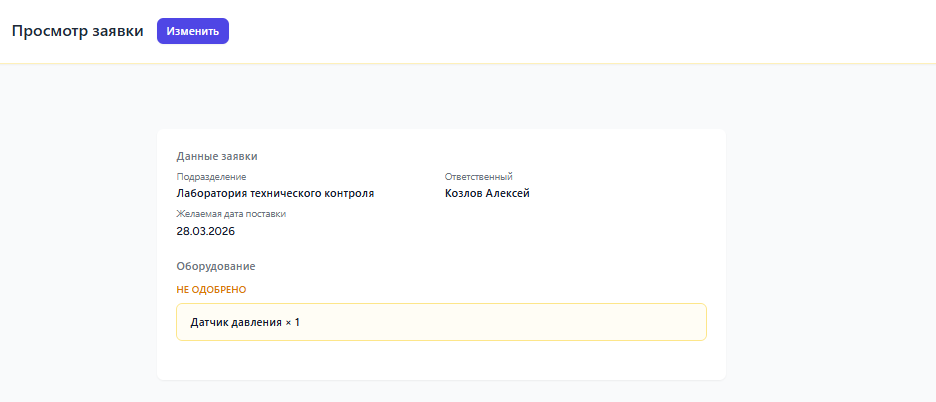 Просмотр заявки Изменить
Данные заявки
Подразделение Ответственный
Лаборатория технического контроля Козлов Алексей
Желаемая дата поставки
28.03.2026
Оборудование
НЕ ОДОБРЕНО
Датчик давления × 1